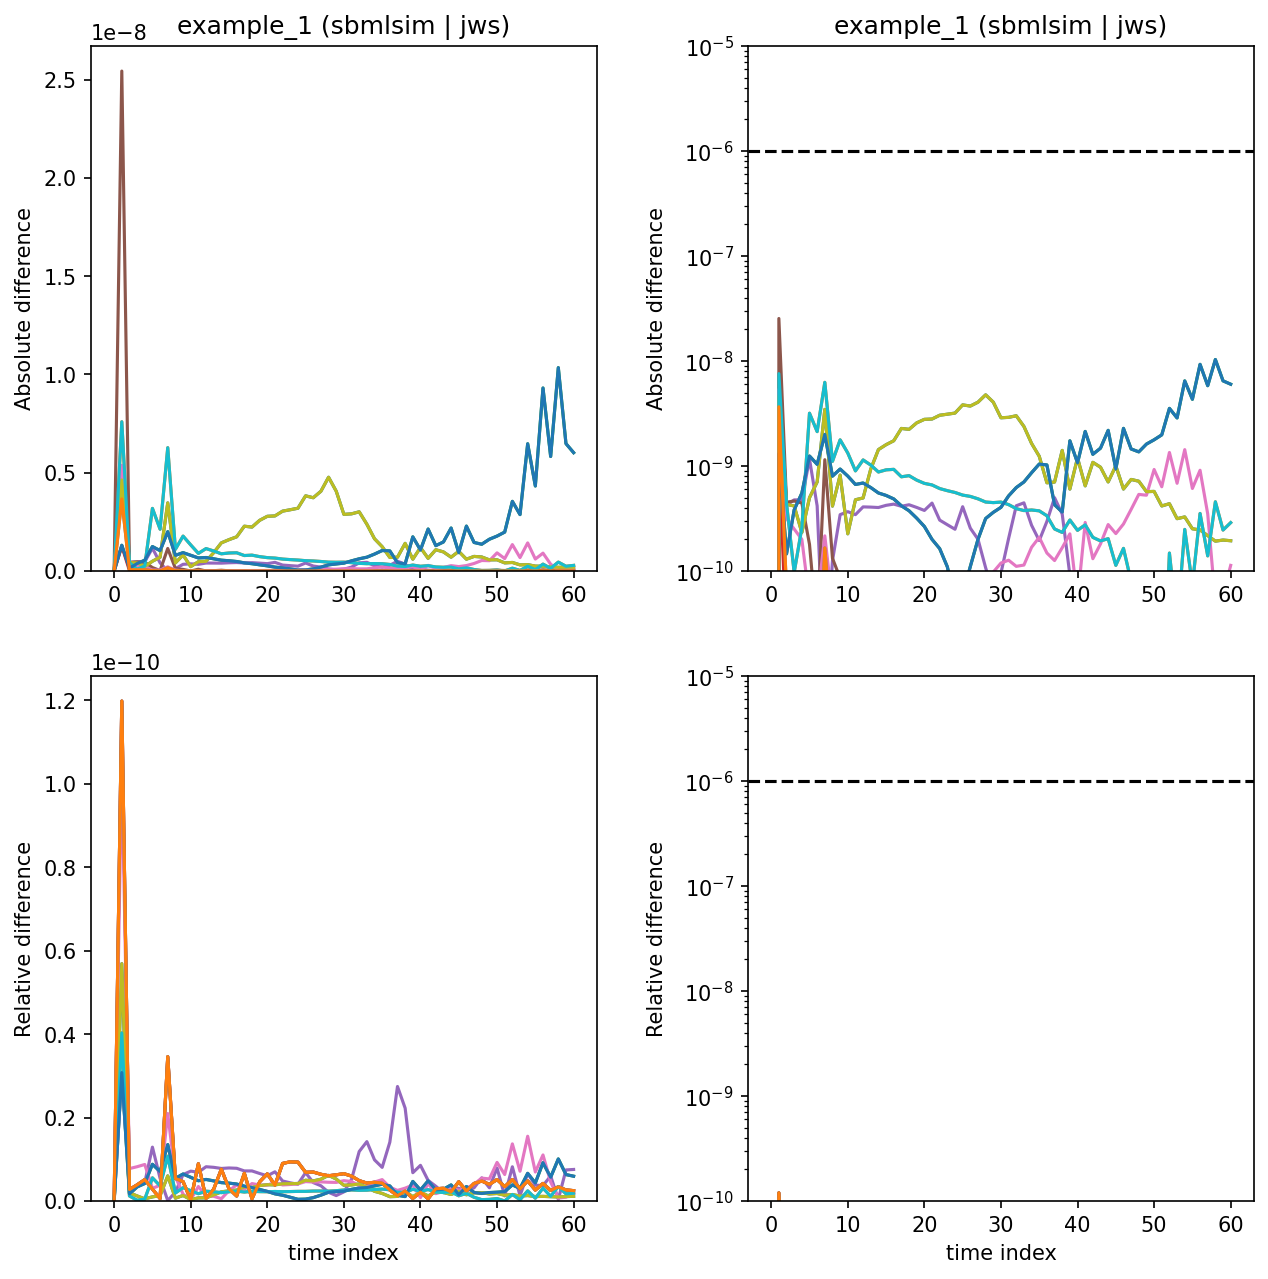 example_1 (sbmlsim | jws)
1e−8
2.5
2.0
1.5
1.0
0.5
0.0
Absolute difference
0 10 20 30 40 50 60
example_1 (sbmlsim | jws)
10⁻⁵
10⁻⁶
10⁻⁷
10⁻⁸
10⁻⁹
10⁻¹⁰
Absolute difference
0 10 20 30 40 50 60
1e−10
1.2
1.0
0.8
0.6
0.4
0.2
0.0
Relative difference
0 10 20 30 40 50 60
time index
10⁻⁵
10⁻⁶
10⁻⁷
10⁻⁸
10⁻⁹
10⁻¹⁰
Relative difference
0 10 20 30 40 50 60
time index